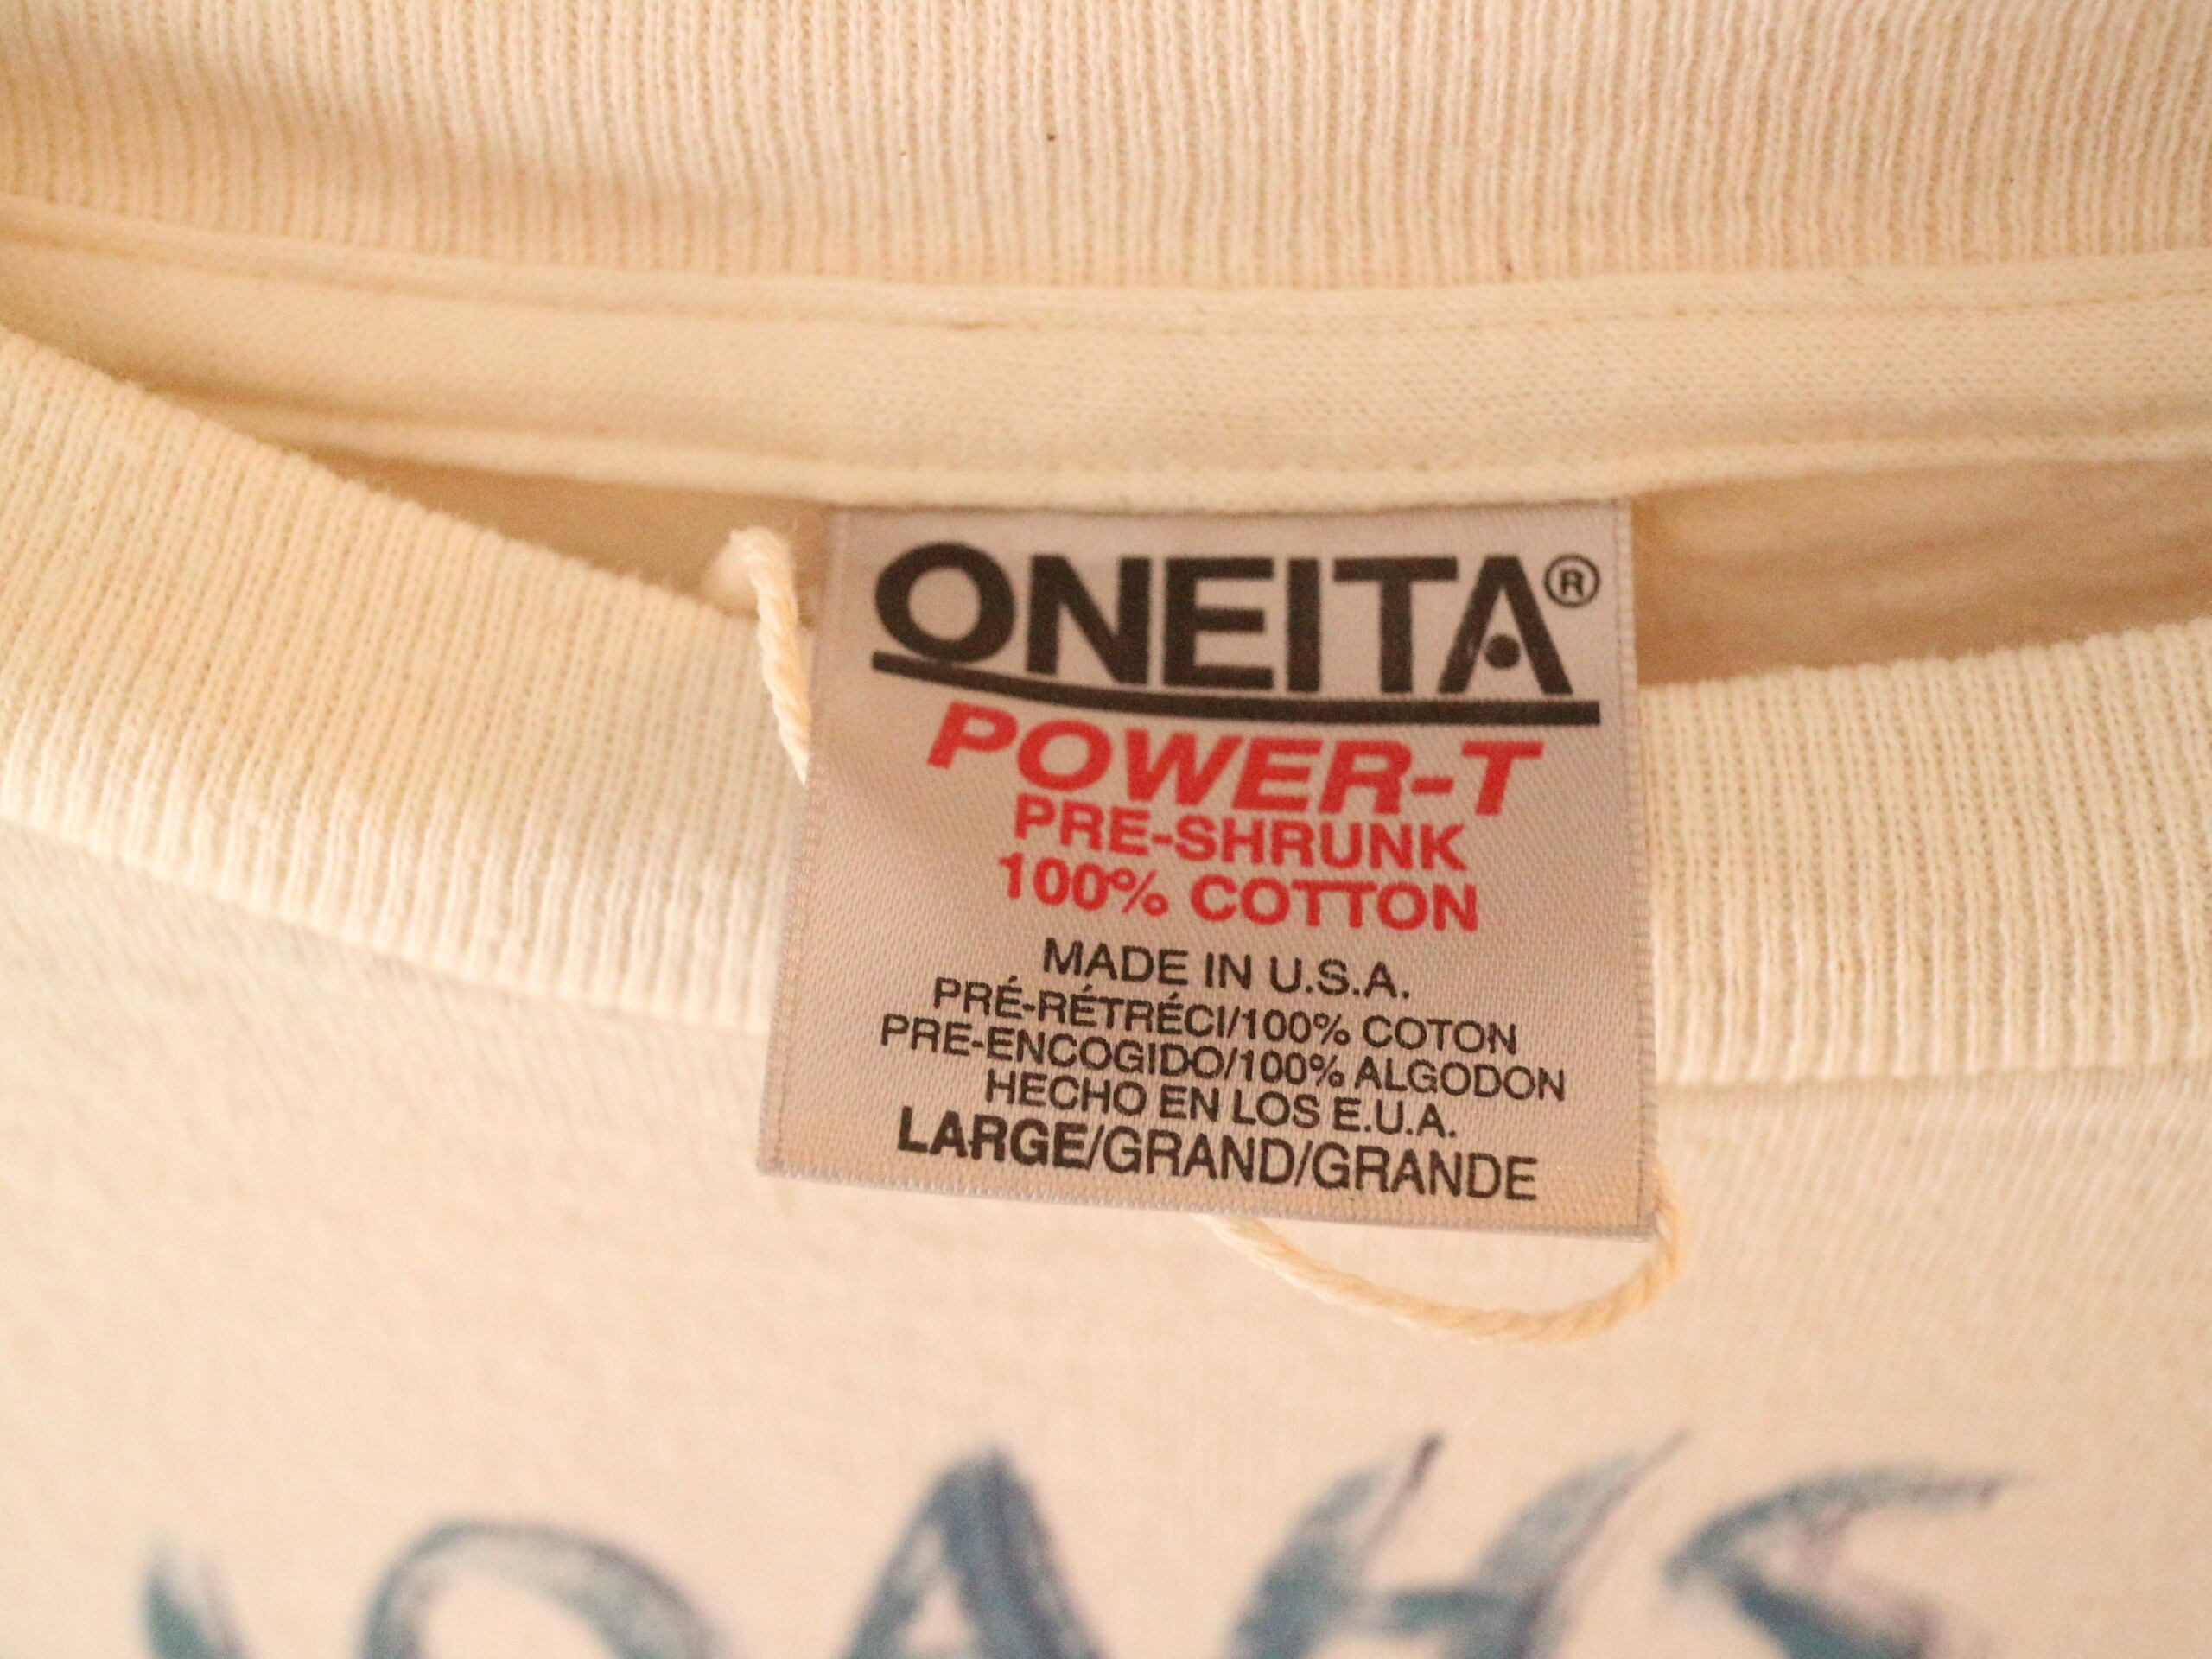 ONEITA®
POWER-T
PRE-SHRUNK
100% COTTON
MADE IN U.S.A.
PRÉ-RÉTRÉCI/100% COTON
PRE-ENCOGIDO/100% ALGODON
HECHO EN LOS E.U.A.
LARGE/GRAND/GRANDE